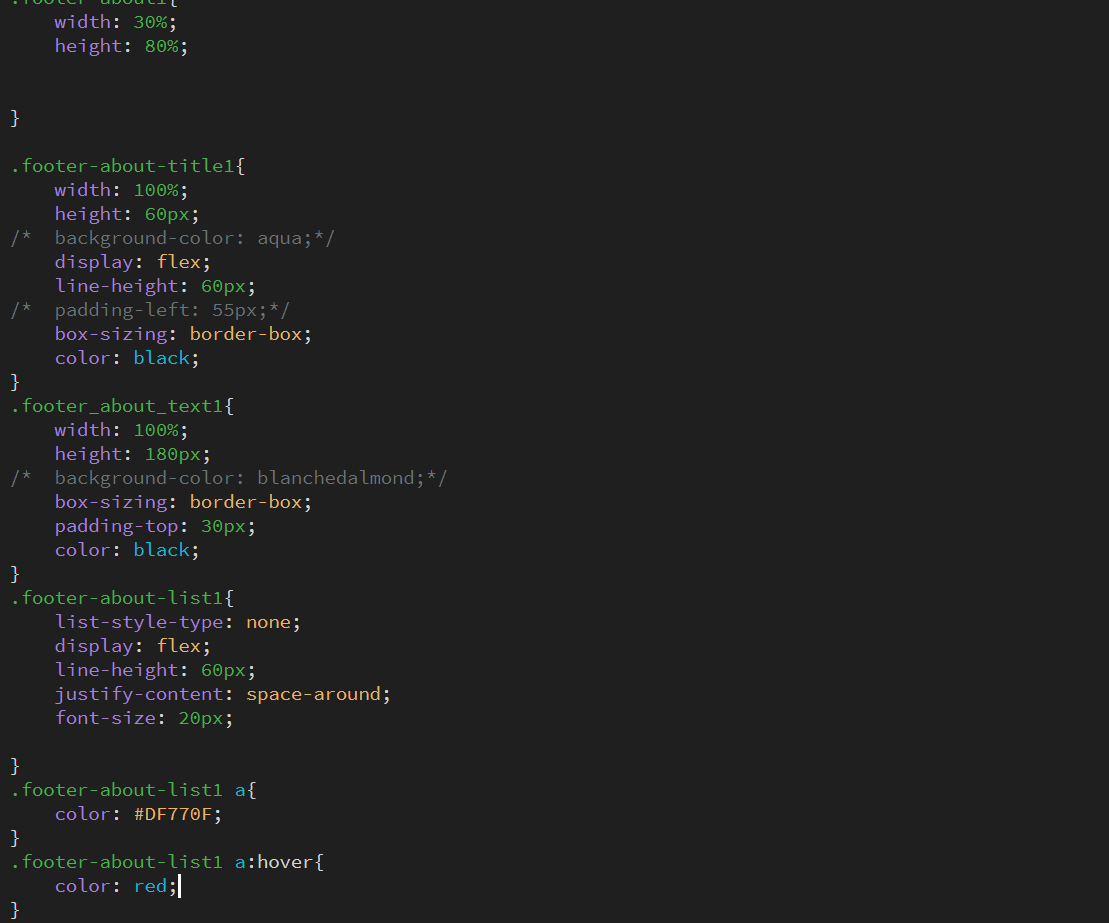 .footer-about1{
    width: 30%;
    height: 80%;
}
.footer-about-title1{
    width: 100%;
    height: 60px;
/*  background-color: aqua;*/
    display: flex;
    line-height: 60px;
/*  padding-left: 55px;*/
    box-sizing: border-box;
    color: black;
}
.footer_about_text1{
    width: 100%;
    height: 180px;
/*  background-color: blanchedalmond;*/
    box-sizing: border-box;
    padding-top: 30px;
    color: black;
}
.footer-about-list1{
    list-style-type: none;
    display: flex;
    line-height: 60px;
    justify-content: space-around;
    font-size: 20px;
}
.footer-about-list1 a{
    color: #DF770F;
}
.footer-about-list1 a:hover{
    color: red;
}